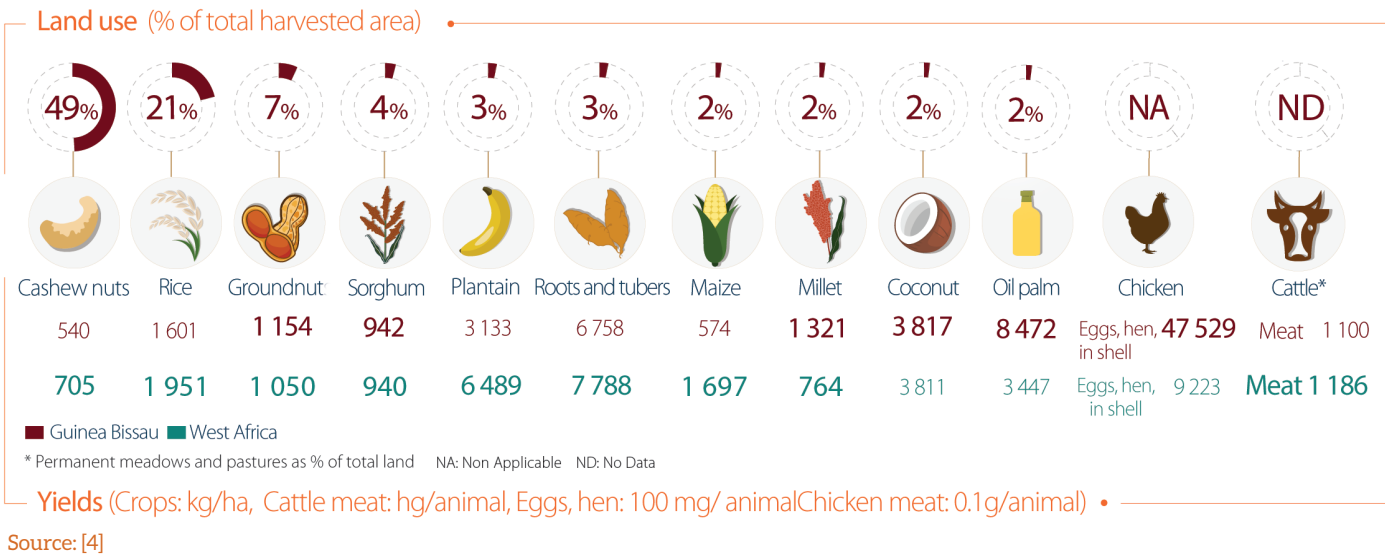 Land use (% of total harvested area)
49% 21% 7% 4% 3% 3% 2% 2% 2% 2% NA ND
Cashew nuts Rice Groundnut Sorghum Plantain Roots and tubers Maize Millet Coconut Oil palm Chicken Cattle*
540 1 601 1 154 942 3 133 6 758 574 1 321 3 817 8 472 Eggs, hen, 47 529 Meat 1 100
in shell
705 1 951 1 050 940 6 489 7 788 1 697 764 3 811 3 447 Eggs, hen, 9 223 Meat 1 186
in shell
Guinea Bissau West Africa
* Permanent meadows and pastures as % of total land NA: Non Applicable ND: No Data
Yields (Crops: kg/ha, Cattle meat: hg/animal, Eggs, hen: 100 mg/ animalChicken meat: 0.1g/animal)
Source: [4]